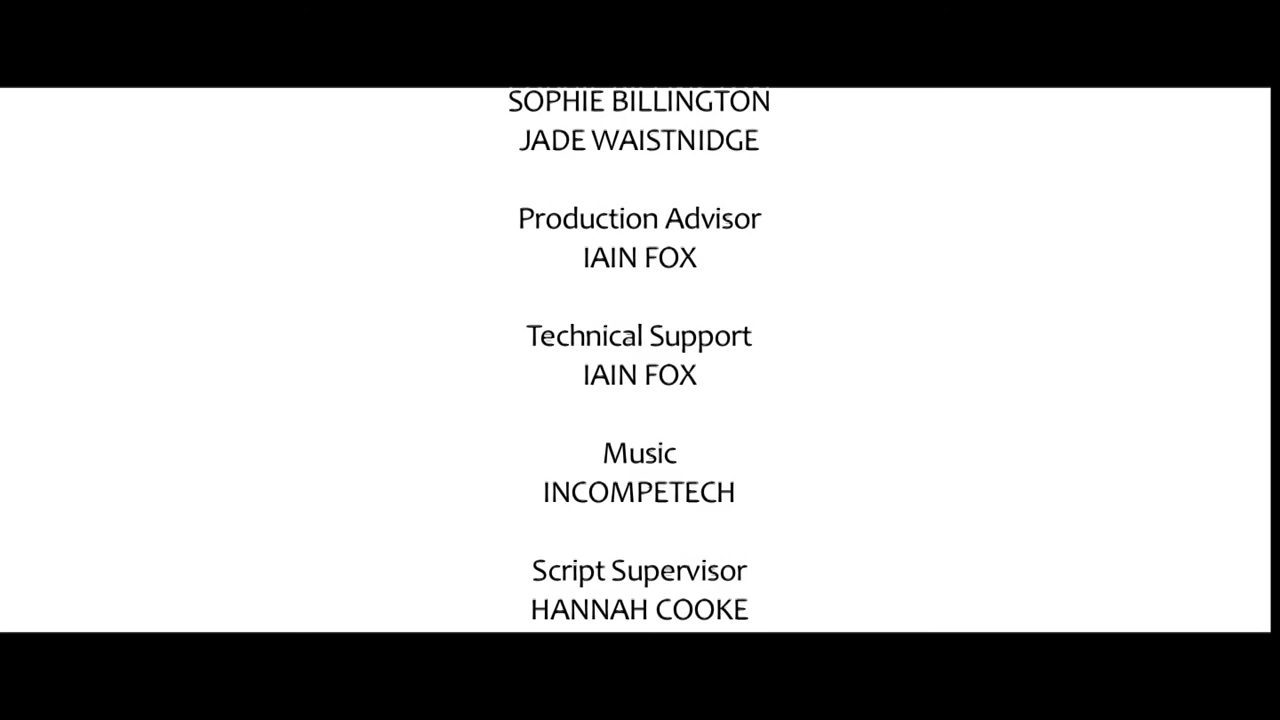 SOPHIE BILLINGTON
JADE WAISTNIDGE
Production Advisor
IAIN FOX
Technical Support
IAIN FOX
Music
INCOMPETECH
Script Supervisor
HANNAH COOKE